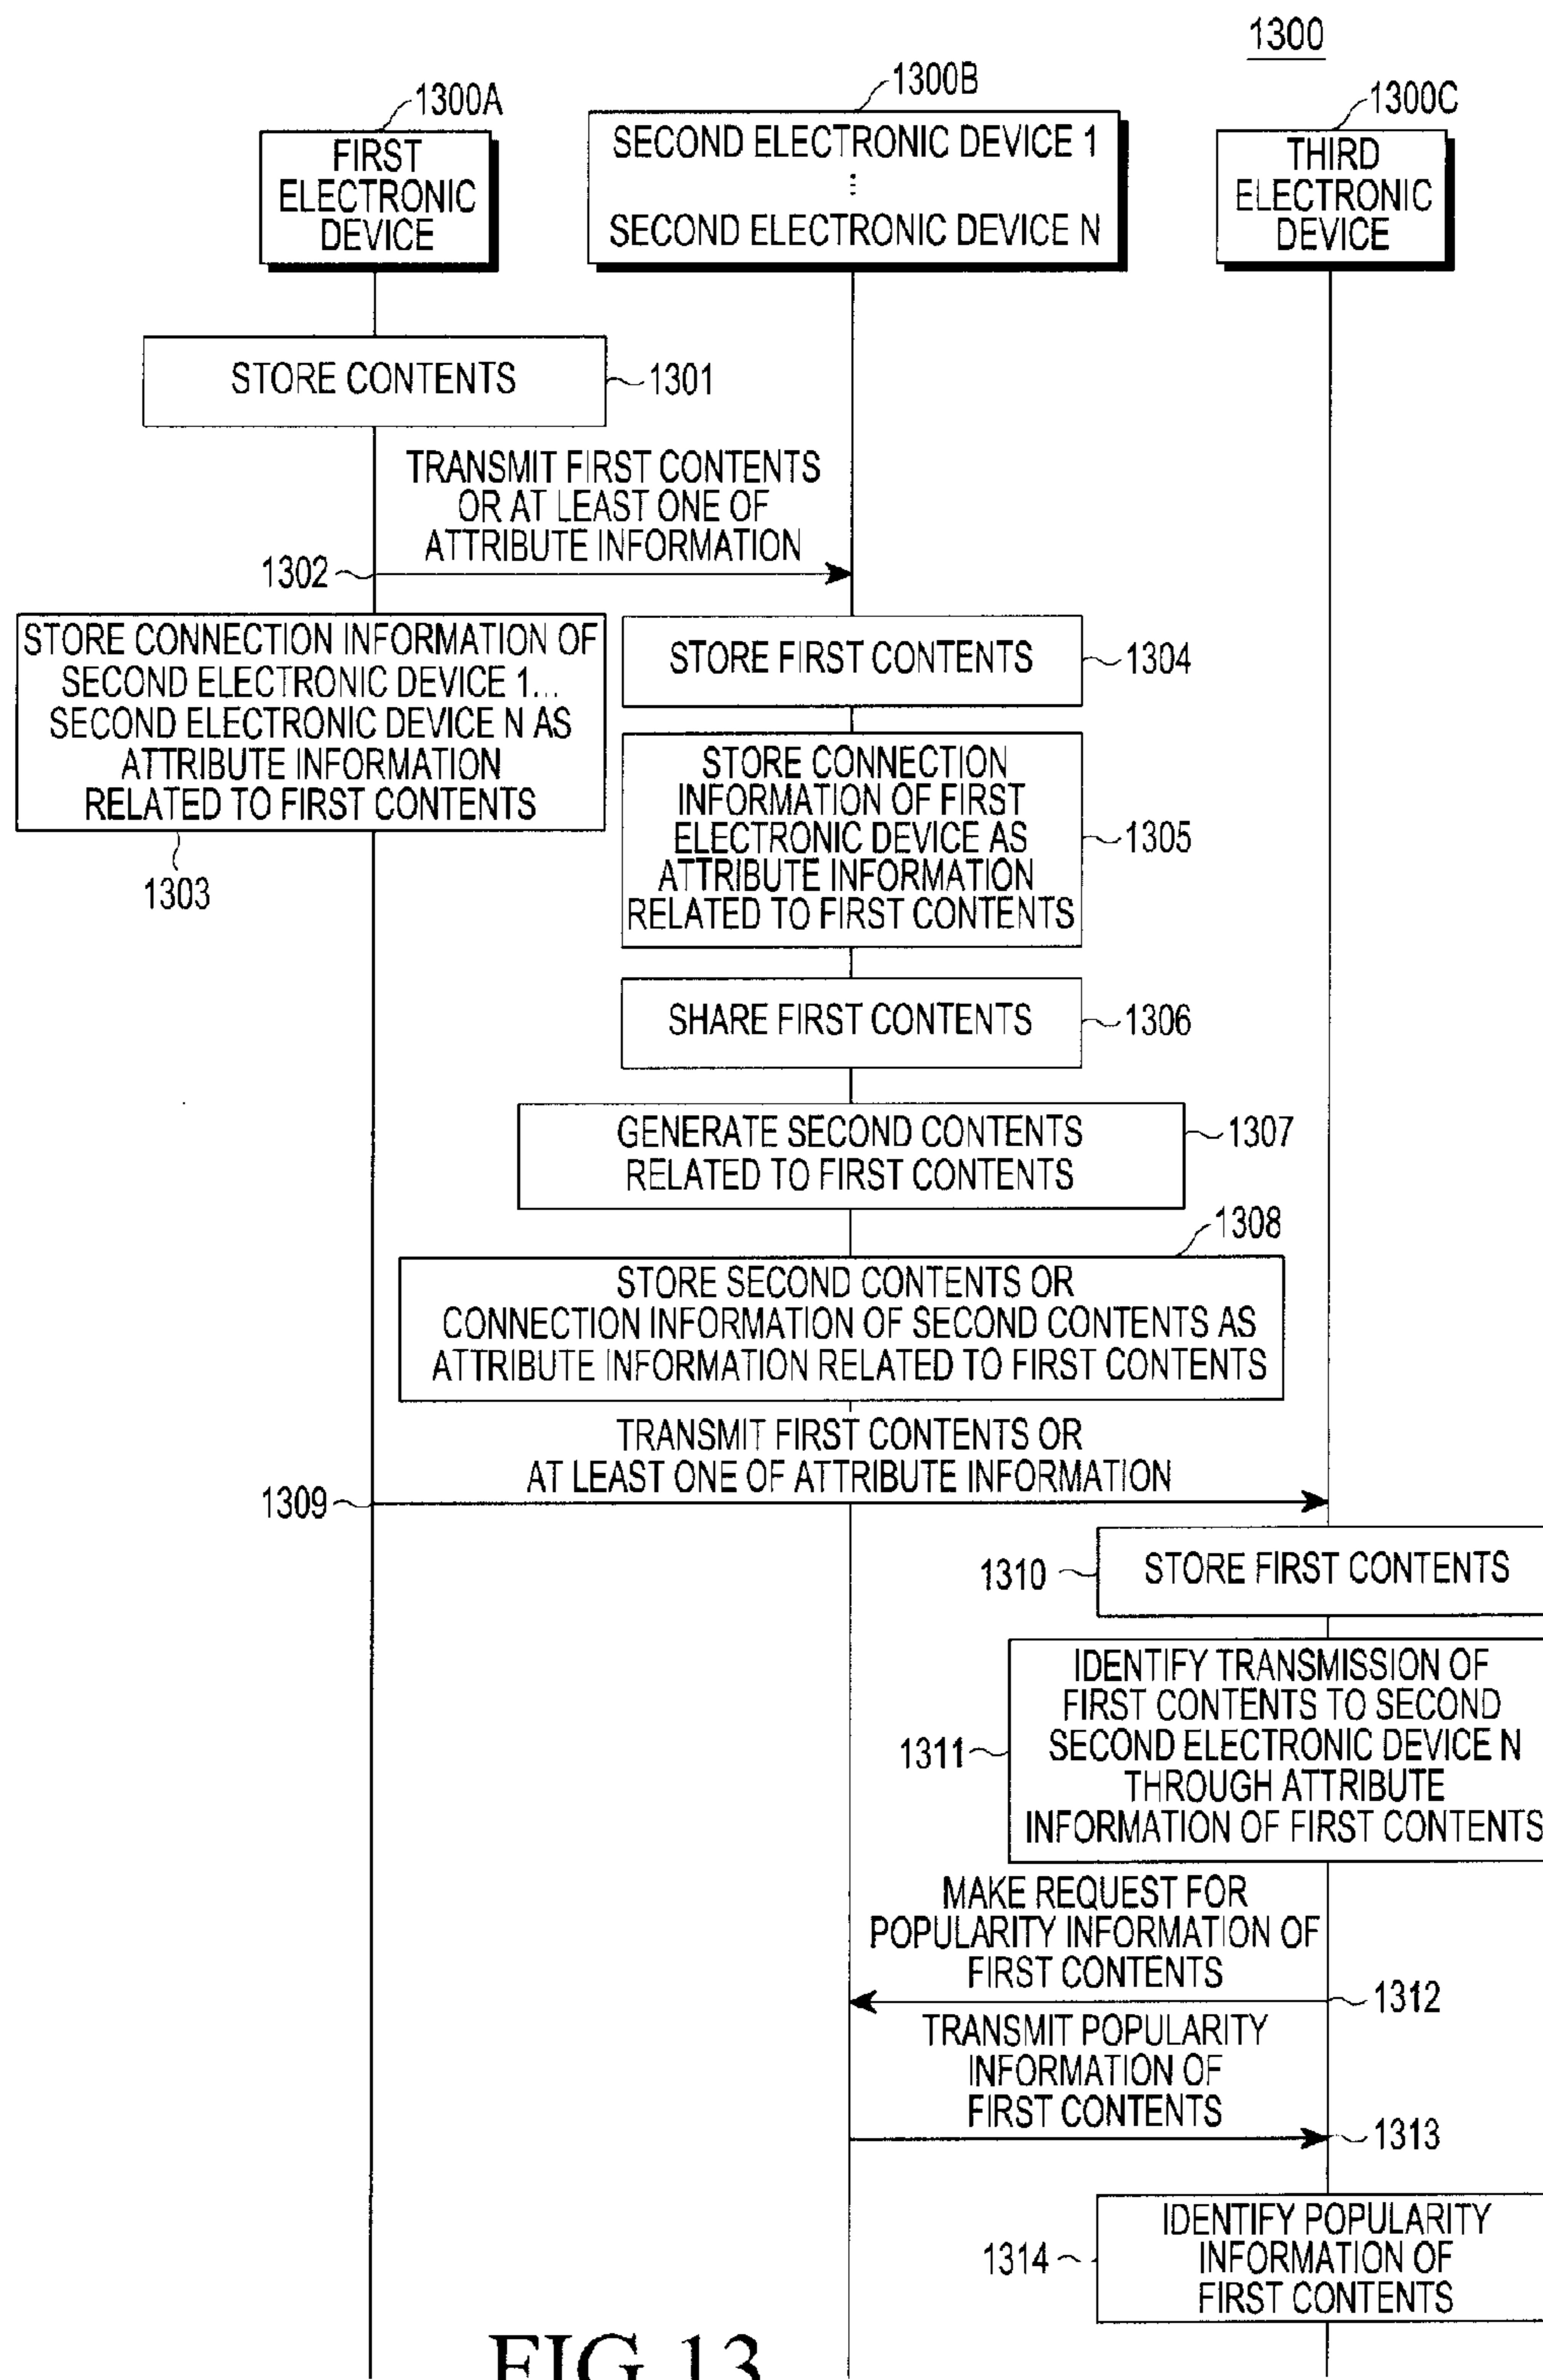 1300
1300A
1300B
1300C
FIRST
ELECTRONIC
DEVICE
SECOND ELECTRONIC DEVICE 1
⋮
SECOND ELECTRONIC DEVICE N
THIRD
ELECTRONIC
DEVICE
STORE CONTENTS
1301
TRANSMIT FIRST CONTENTS
OR AT LEAST ONE OF
ATTRIBUTE INFORMATION
1302
STORE CONNECTION INFORMATION OF
SECOND ELECTRONIC DEVICE 1...
SECOND ELECTRONIC DEVICE N AS
ATTRIBUTE INFORMATION
RELATED TO FIRST CONTENTS
1303
STORE FIRST CONTENTS
1304
STORE CONNECTION
INFORMATION OF FIRST
ELECTRONIC DEVICE AS
ATTRIBUTE INFORMATION
RELATED TO FIRST CONTENTS
1305
SHARE FIRST CONTENTS
1306
GENERATE SECOND CONTENTS
RELATED TO FIRST CONTENTS
1307
1308
STORE SECOND CONTENTS OR
CONNECTION INFORMATION OF SECOND CONTENTS AS
ATTRIBUTE INFORMATION RELATED TO FIRST CONTENTS
TRANSMIT FIRST CONTENTS OR
AT LEAST ONE OF ATTRIBUTE INFORMATION
1309
1310
STORE FIRST CONTENTS
1311
IDENTIFY TRANSMISSION OF
FIRST CONTENTS TO SECOND
SECOND ELECTRONIC DEVICE N
THROUGH ATTRIBUTE
INFORMATION OF FIRST CONTENTS
MAKE REQUEST FOR
POPULARITY INFORMATION OF
FIRST CONTENTS
1312
TRANSMIT POPULARITY
INFORMATION OF
FIRST CONTENTS
1313
1314
IDENTIFY POPULARITY
INFORMATION OF
FIRST CONTENTS
FIG.13